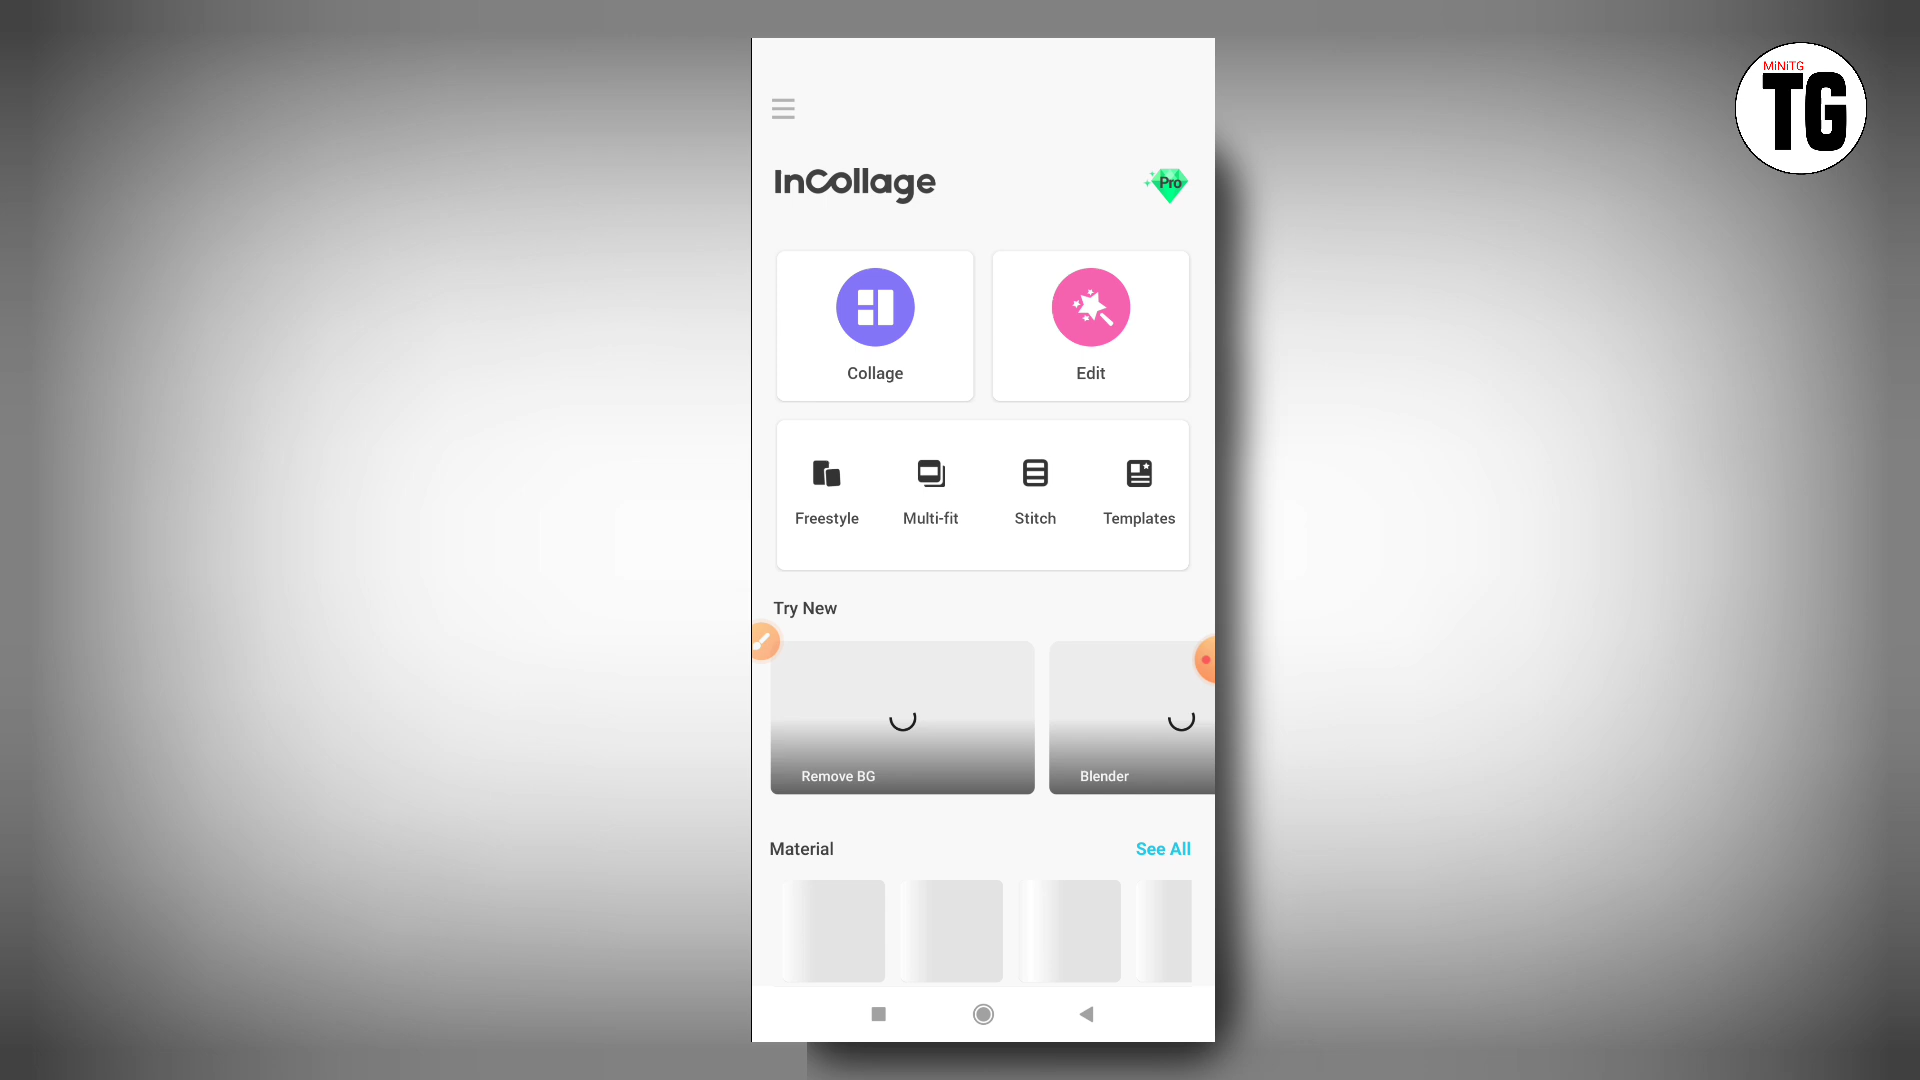 MiNiTG
TG
InCollage
Pro
Collage
Edit
Freestyle
Multi-fit
Stitch
Templates
Try New
Remove BG
Blender
Material
See All